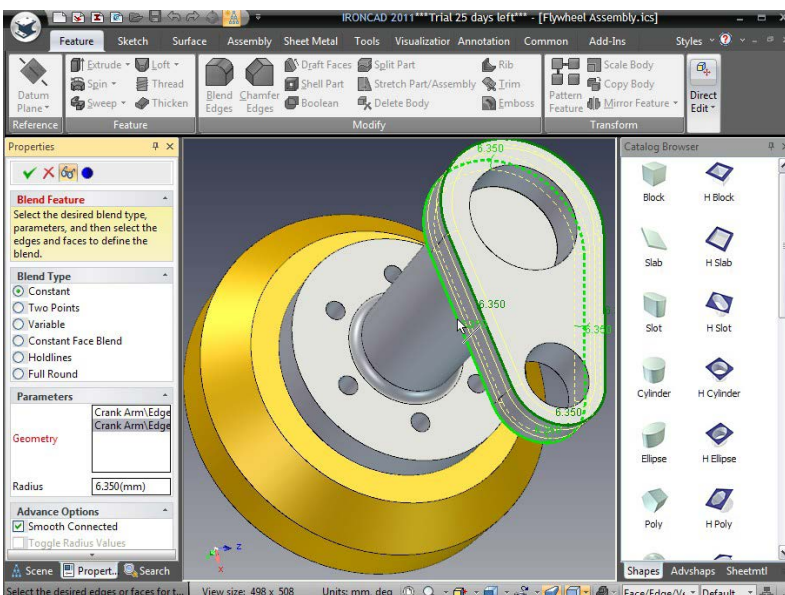 IRONCAD 2011***Trial 25 days left*** - [Flywheel Assembly.ics]
Feature Sketch Surface Assembly Sheet Metal Tools Visualization Annotation Common Add-Ins Styles
Datum Plane
Reference
Extrude Loft
Spin Thread
Sweep Thicken
Feature
Blend Edges
Chamfer Edges
Draft Faces Split Part Rib
Shell Part Stretch Part/Assembly Trim
Boolean Delete Body Emboss
Modify
Pattern Feature
Scale Body
Copy Body
Mirror Feature
Transform
Direct Edit
Properties
Blend Feature
Select the desired blend type,
parameters, and then select the
edges and faces to define the
blend.
Blend Type
Constant
Two Points
Variable
Constant Face Blend
Holdlines
Full Round
Parameters
Geometry
Crank Arm\Edge
Crank Arm\Edge
Radius 6.350(mm)
Advance Options
Smooth Connected
Toggle Radius Values
Scene Propert.. Search
6.350
6.350
6.350
6.350
Catalog Browser
Block H Block
Slab H Slab
Slot H Slot
Cylinder H Cylinder
Ellipse H Ellipse
Poly H Poly
Shapes Advshaps Sheetmtl
Select the desired edges or faces for t... View size: 498 x 508 Units: mm, deg Face/Edge/Ve Default